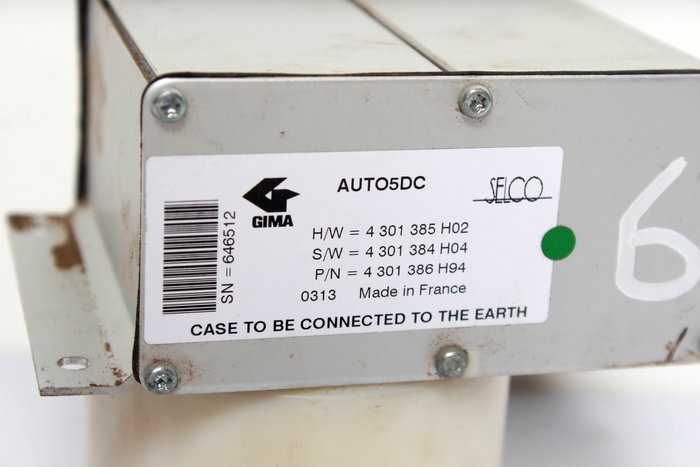 AUTO5DC
SELCO
GIMA
SN = 646512
H/W = 4 301 385 H02
S/W = 4 301 384 H04
P/N = 4 301 386 H94
0313 Made in France
CASE TO BE CONNECTED TO THE EARTH
6